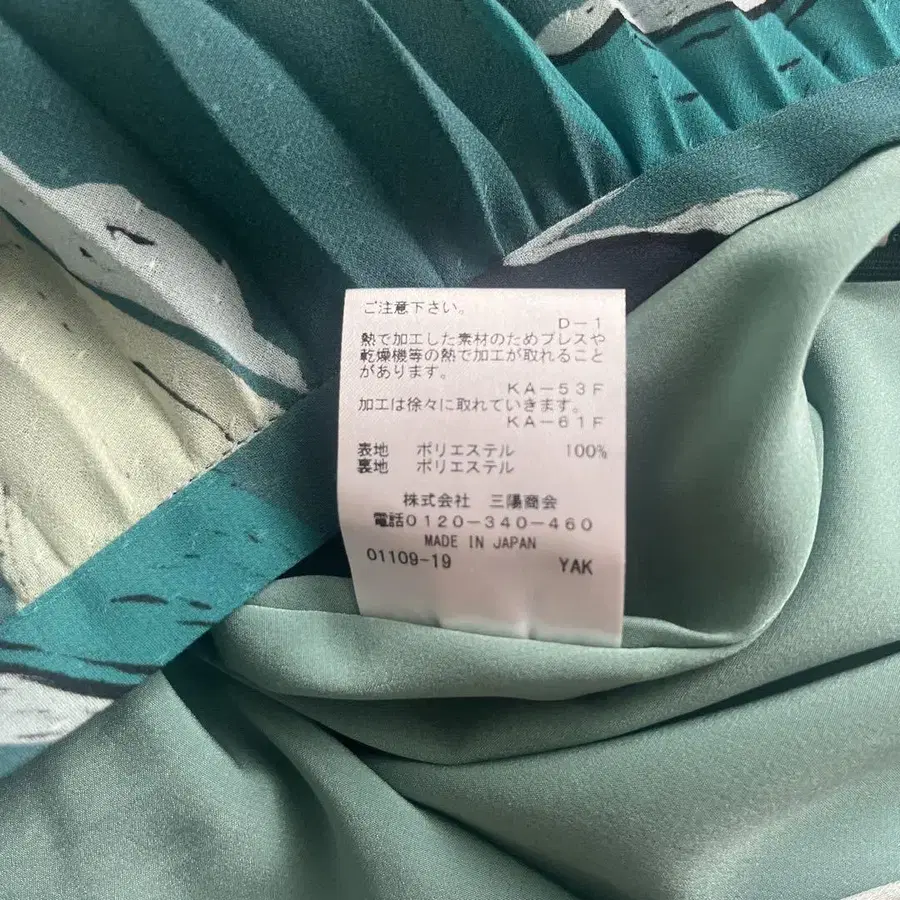 ご注意下さい。
D-1
熱で加工した素材のためプレスや
乾燥機等の熱で加工が取れること
があります。
KA-53F
加工は徐々に取れていきます。
KA-61F
表地 ポリエステル 100%
裏地 ポリエステル
株式会社 三陽商会
電話0120-340-460
MADE IN JAPAN
01109-19 YAK